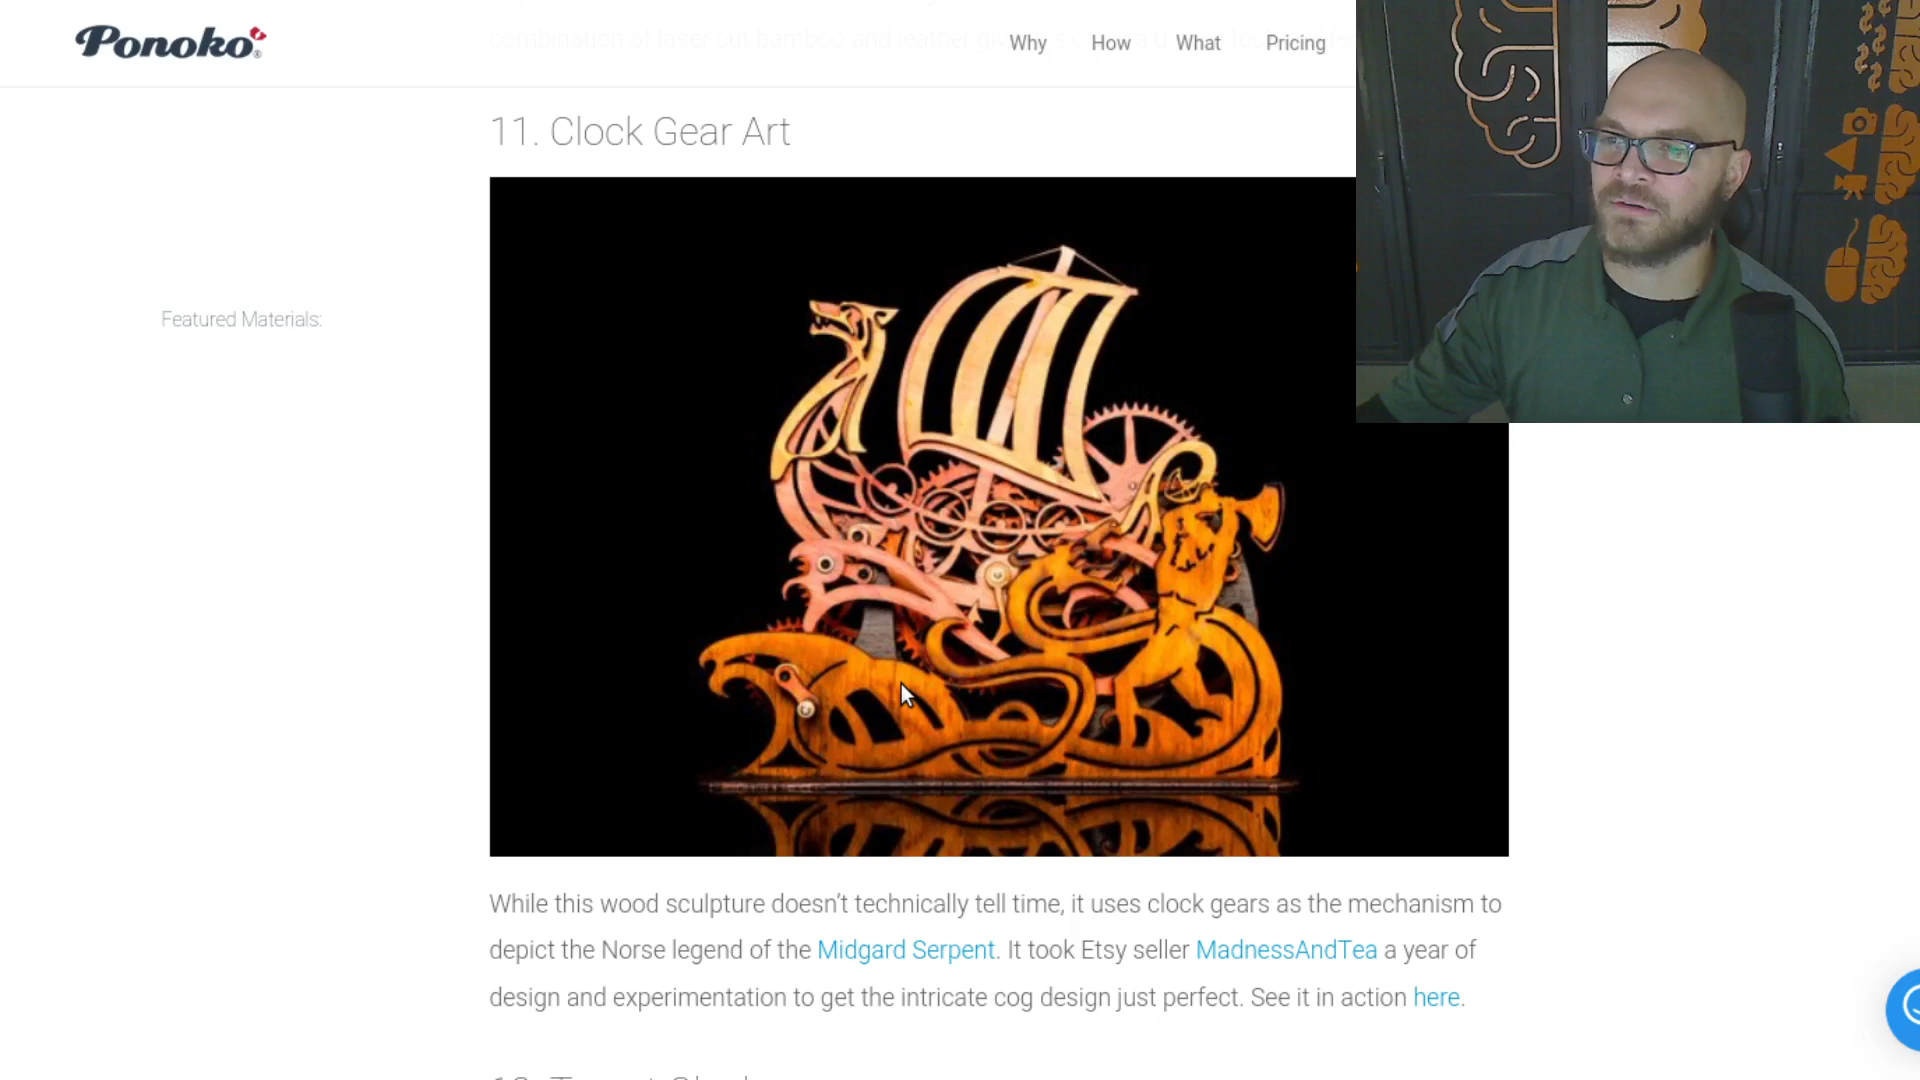 Ponoko
Why How What Pricing
11. Clock Gear Art
Featured Materials:
While this wood sculpture doesn’t technically tell time, it uses clock gears as the mechanism to
depict the Norse legend of the Midgard Serpent. It took Etsy seller MadnessAndTea a year of
design and experimentation to get the intricate cog design just perfect. See it in action here.